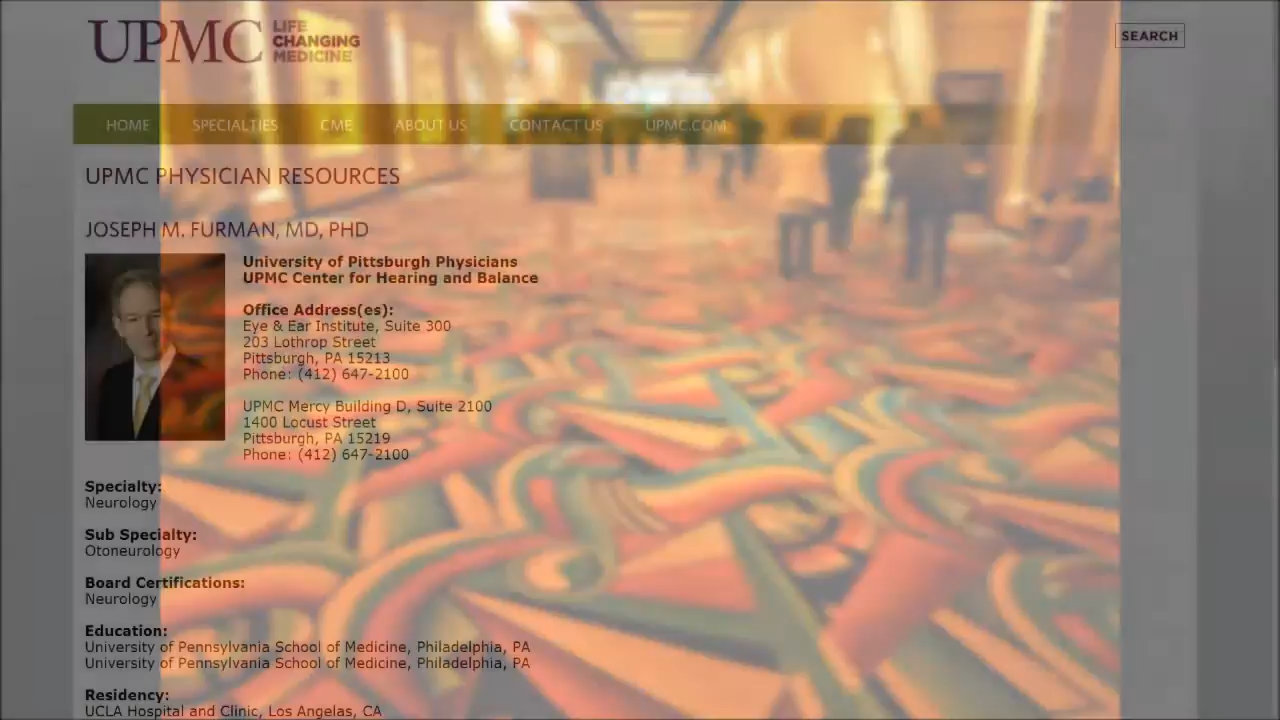 UPMC LIFE
CHANGING
MEDICINE
SEARCH
HOME SPECIALTIES CME ABOUT US CONTACT US UPMC.COM
UPMC PHYSICIAN RESOURCES
JOSEPH M. FURMAN, MD, PHD
University of Pittsburgh Physicians
UPMC Center for Hearing and Balance
Office Address(es):
Eye & Ear Institute, Suite 300
203 Lothrop Street
Pittsburgh, PA 15213
Phone: (412) 647-2100
UPMC Mercy Building D, Suite 2100
1400 Locust Street
Pittsburgh, PA 15219
Phone: (412) 647-2100
Specialty:
Neurology
Sub Specialty:
Otoneurology
Board Certifications:
Neurology
Education:
University of Pennsylvania School of Medicine, Philadelphia, PA
University of Pennsylvania School of Medicine, Philadelphia, PA
Residency:
UCLA Hospital and Clinic, Los Angelas, CA